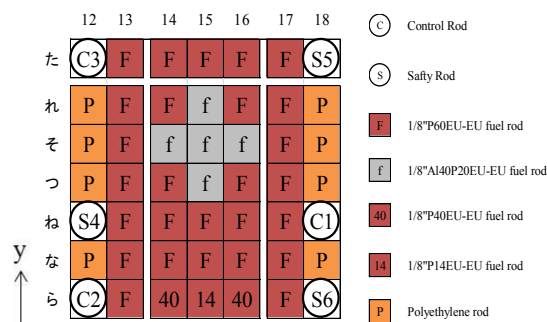 12 13 14 15 16 17 18
た C3 F F F F F S5
れ P F F f F F P
そ P F f f f F P
つ P F F f F F P
ね S4 F F F F F C1
な P F F F F F P
ら C2 F 40 14 40 F S6
y
C Control Rod
S Safty Rod
F 1/8"P60EU-EU fuel rod
f 1/8"Al40P20EU-EU fuel rod
40 1/8"P40EU-EU fuel rod
14 1/8"P14EU-EU fuel rod
P Polyethylene rod